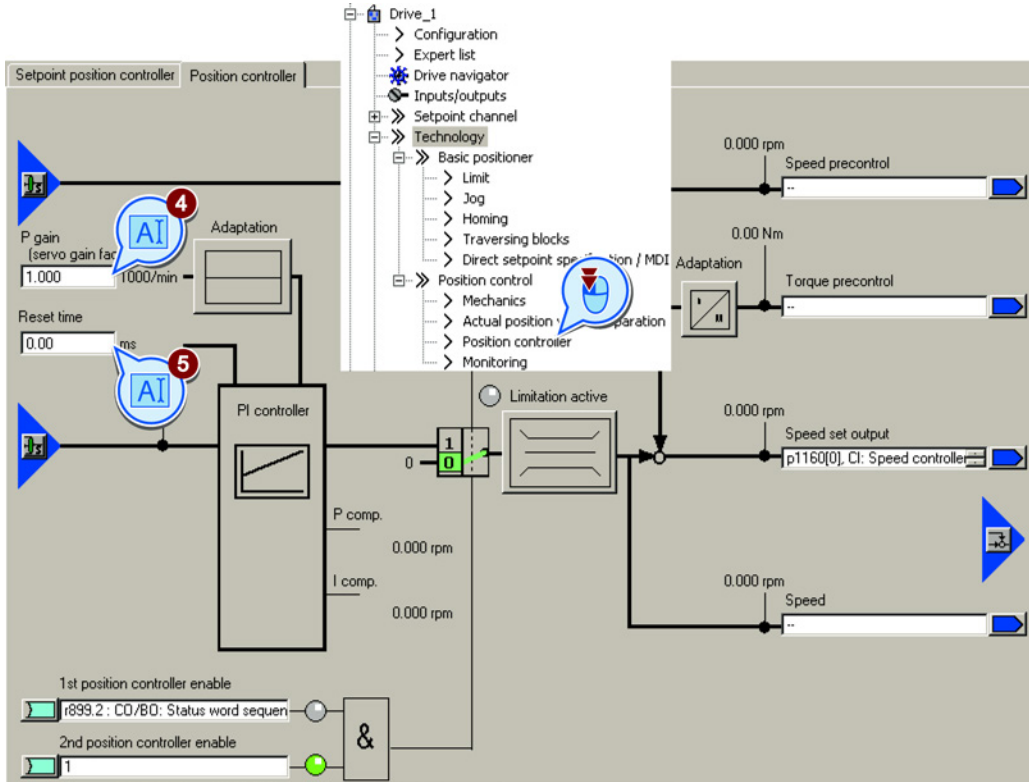 Drive_1
Configuration
Expert list
Drive navigator
Inputs/outputs
Setpoint channel
Technology
Basic positioner
Limit
Jog
Homing
Traversing blocks
Direct setpoint / MDI
Position control
Mechanics
Actual position
Position controller
Monitoring
Setpoint position controller
Position controller
0.000 rpm
Speed precontrol
--
4
AI
P gain
(servo gain
1.000
1000/min
Adaptation
0.00 Nm
Adaptation
Torque precontrol
--
I
II
Reset time
0.00
ms
5
AI
PI controller
Limitation active
1
0
0
0.000 rpm
Speed set output
p1160[0], CI: Speed controller
P comp.
0.000 rpm
I comp.
0.000 rpm
0.000 rpm
Speed
--
1st position controller enable
r899.2 : CO/BO: Status word sequen
2nd position controller enable
1
&